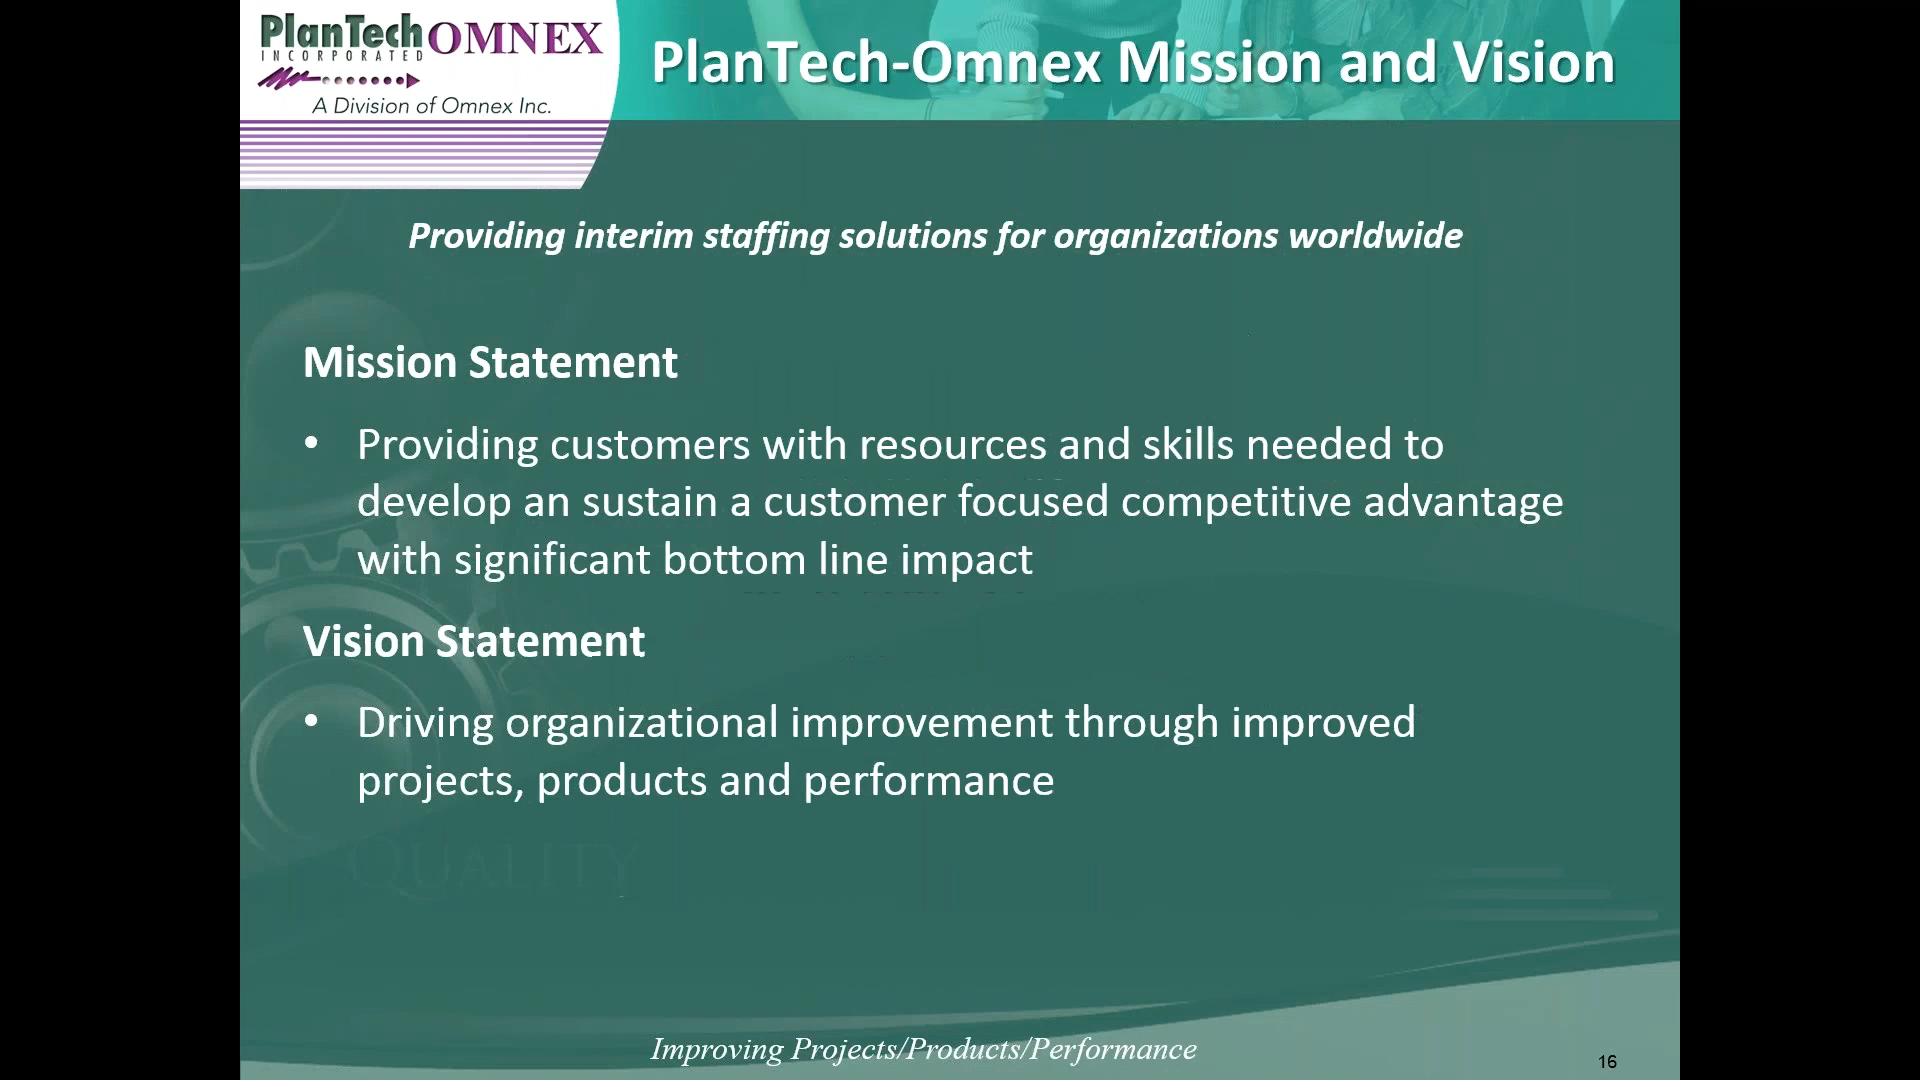 PlanTech OMNEX
INCORPORATED
A Division of Omnex Inc.
PlanTech-Omnex Mission and Vision
Providing interim staffing solutions for organizations worldwide
Mission Statement
• Providing customers with resources and skills needed to
develop an sustain a customer focused competitive advantage
with significant bottom line impact
Vision Statement
• Driving organizational improvement through improved
projects, products and performance
QUALITY
Improving Projects/Products/Performance
16